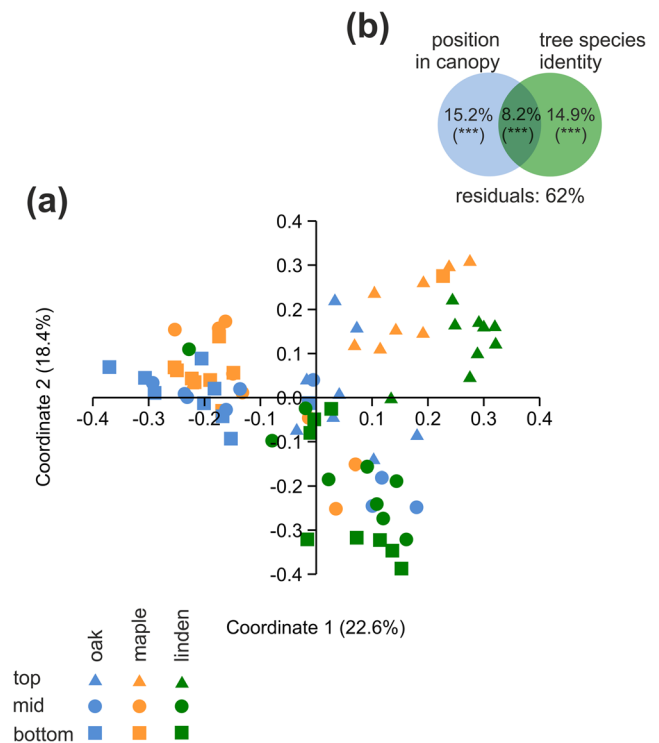 (b)
position
in canopy
tree species
identity
15.2%
(***)
8.2%
(***)
14.9%
(***)
residuals: 62%
(a)
Coordinate 2 (18.4%)
0.4
0.3
0.2
0.1
0.0
-0.1
-0.2
-0.3
-0.4
-0.4 -0.3 -0.2 -0.1 0.1 0.2 0.3 0.4
Coordinate 1 (22.6%)
oak
maple
linden
top
mid
bottom